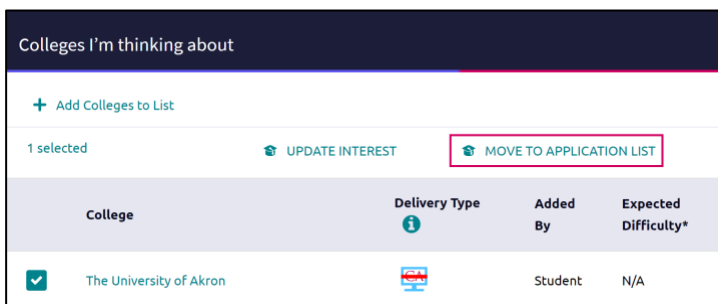 Colleges I'm thinking about
+ Add Colleges to List
1 selected UPDATE INTEREST MOVE TO APPLICATION LIST
College Delivery Type Added By Expected Difficulty*
The University of Akron CA Student N/A